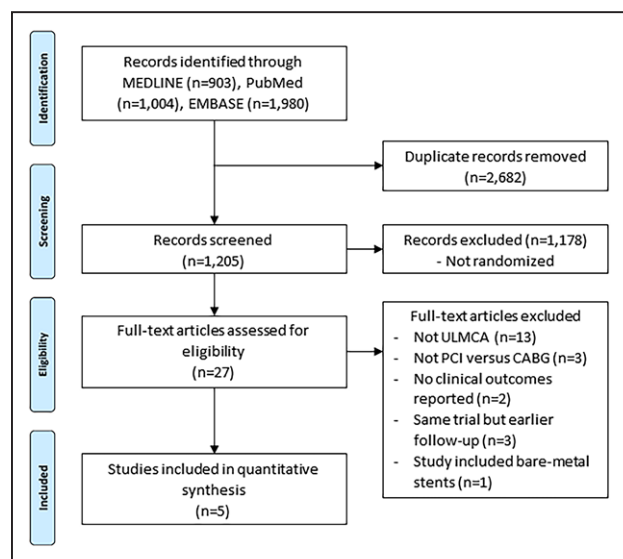 Identification
Records identified through
MEDLINE (n=903), PubMed
(n=1,004), EMBASE (n=1,980)
Duplicate records removed
(n=2,682)
Screening
Records screened
(n=1,205)
Records excluded (n=1,178)
- Not randomized
Eligibility
Full-text articles assessed for
eligibility
(n=27)
Full-text articles excluded
- Not ULMCA (n=13)
- Not PCI versus CABG (n=3)
- No clinical outcomes
reported (n=2)
- Same trial but earlier
follow-up (n=3)
- Study included bare-metal
stents (n=1)
Included
Studies included in quantitative
synthesis
(n=5)